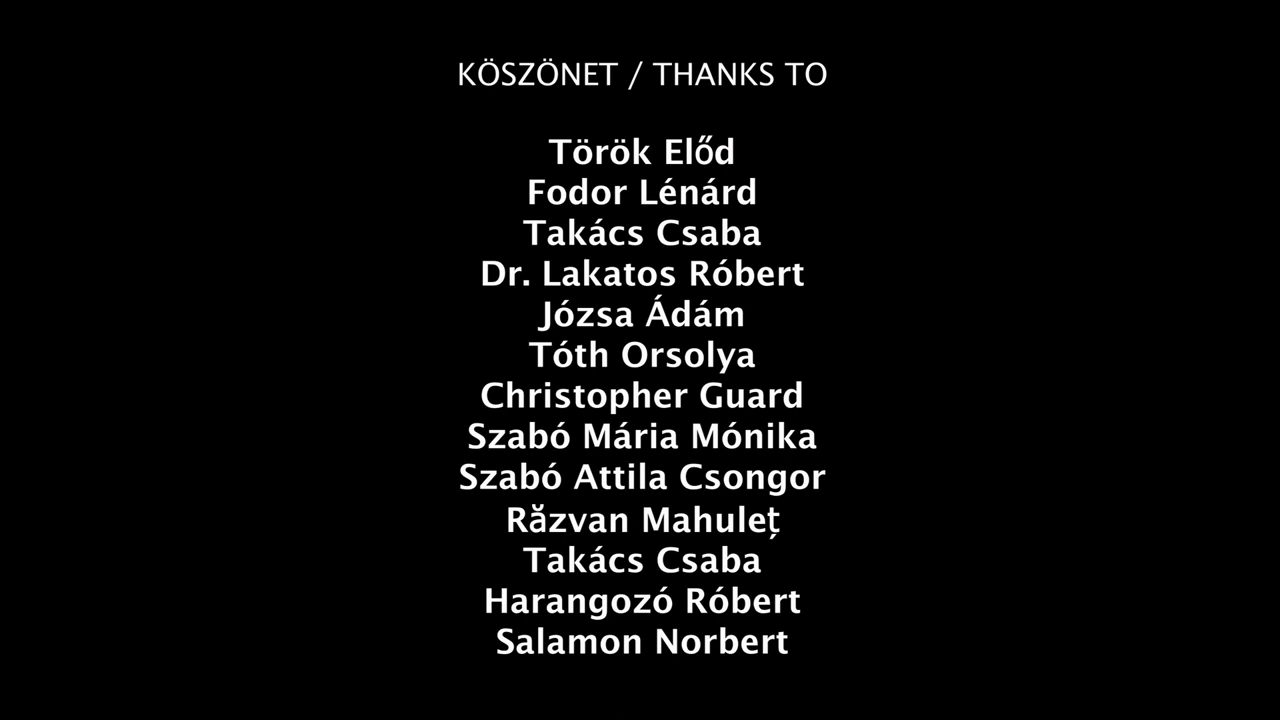 KÖSZÖNET / THANKS TO
Török Előd
Fodor Lénárd
Takács Csaba
Dr. Lakatos Róbert
Józsa Ádám
Tóth Orsolya
Christopher Guard
Szabó Mária Mónika
Szabó Attila Csongor
Răzvan Mahuleț
Takács Csaba
Harangozó Róbert
Salamon Norbert